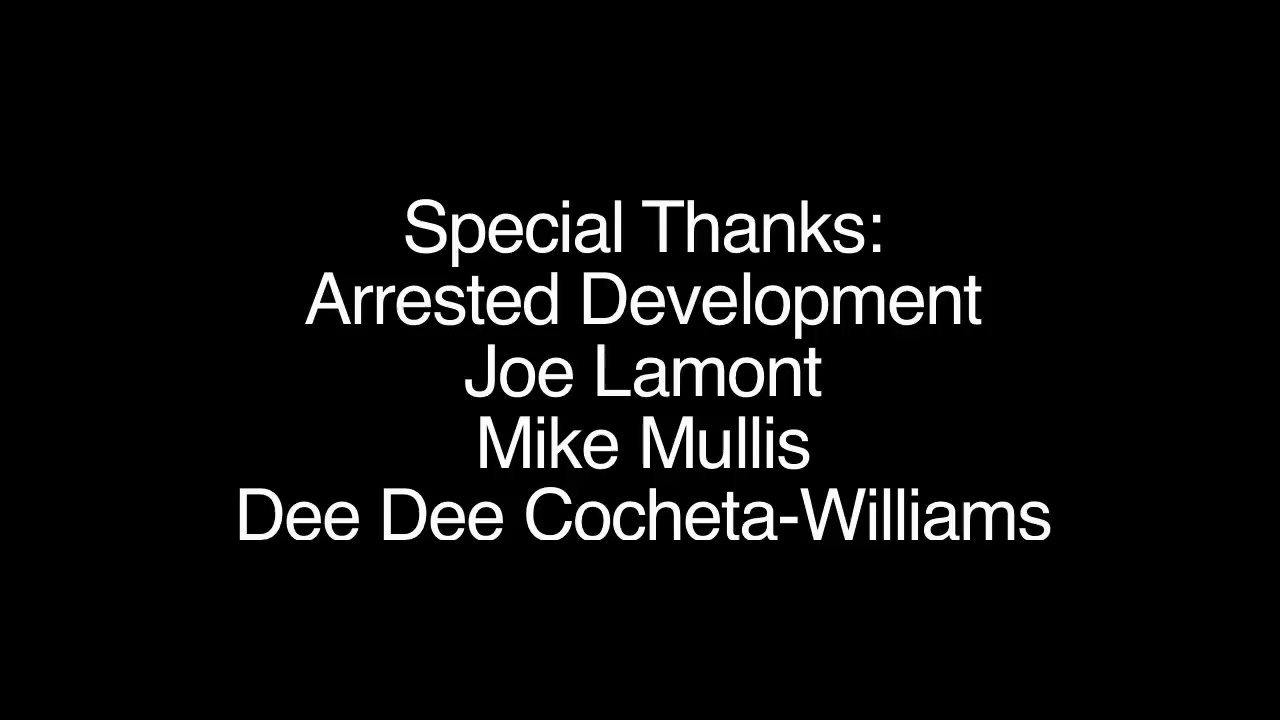 Special Thanks:
Arrested Development
Joe Lamont
Mike Mullis
Dee Dee Cocheta-Williams